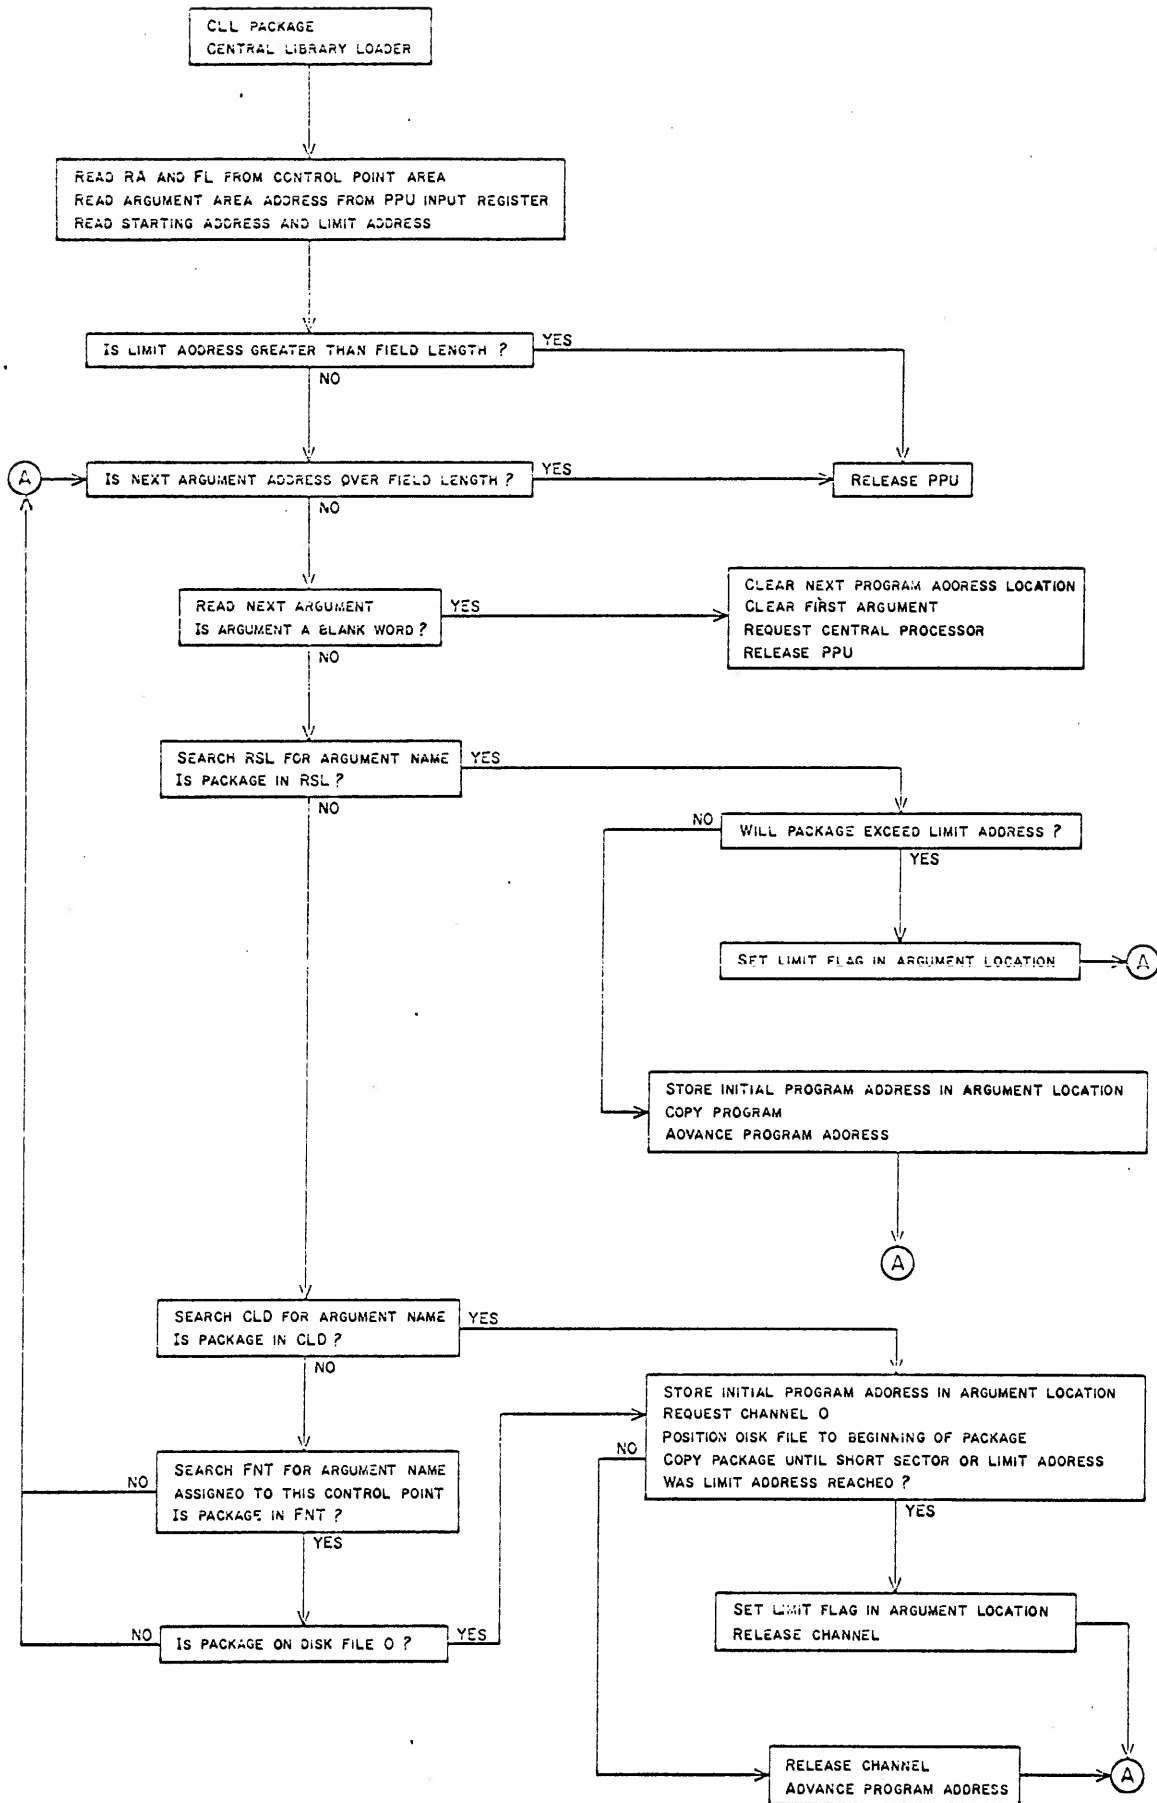 CLL PACKAGE
CENTRAL LIBRARY LOADER
READ RA AND FL FROM CONTROL POINT AREA
READ ARGUMENT AREA ADDRESS FROM PPU INPUT REGISTER
READ STARTING ADDRESS AND LIMIT ADDRESS
IS LIMIT ADDRESS GREATER THAN FIELD LENGTH ?
YES
NO
A
IS NEXT ARGUMENT ADDRESS OVER FIELD LENGTH ?
YES
RELEASE PPU
NO
READ NEXT ARGUMENT
IS ARGUMENT A BLANK WORD ?
YES
NO
CLEAR NEXT PROGRAM ADDRESS LOCATION
CLEAR FIRST ARGUMENT
REQUEST CENTRAL PROCESSOR
RELEASE PPU
SEARCH RSL FOR ARGUMENT NAME
IS PACKAGE IN RSL ?
YES
NO
NO
WILL PACKAGE EXCEED LIMIT ADDRESS ?
YES
SET LIMIT FLAG IN ARGUMENT LOCATION
A
STORE INITIAL PROGRAM ADDRESS IN ARGUMENT LOCATION
COPY PROGRAM
ADVANCE PROGRAM ADDRESS
A
SEARCH CLD FOR ARGUMENT NAME
IS PACKAGE IN CLD ?
YES
NO
STORE INITIAL PROGRAM ADDRESS IN ARGUMENT LOCATION
REQUEST CHANNEL 0
POSITION DISK FILE TO BEGINNING OF PACKAGE
COPY PACKAGE UNTIL SHORT SECTOR OR LIMIT ADDRESS
WAS LIMIT ADDRESS REACHED ?
NO
YES
NO
SEARCH FNT FOR ARGUMENT NAME
ASSIGNED TO THIS CONTROL POINT
IS PACKAGE IN FNT ?
YES
NO
IS PACKAGE ON DISK FILE 0 ?
YES
SET LIMIT FLAG IN ARGUMENT LOCATION
RELEASE CHANNEL
RELEASE CHANNEL
ADVANCE PROGRAM ADDRESS
A